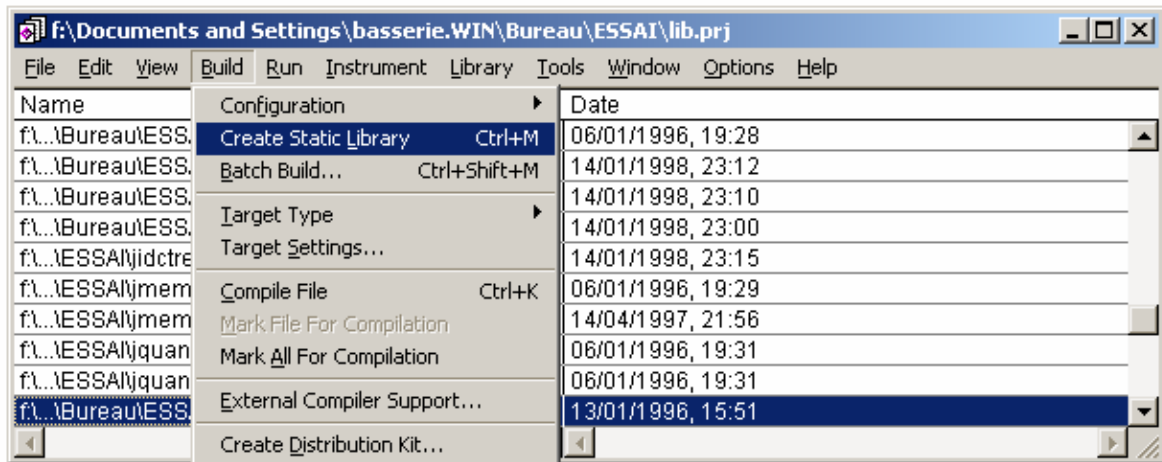 f:\Documents and Settings\basserie.WIN\Bureau\ESSAI\lib.prj
File Edit View Build Run Instrument Library Tools Window Options Help
Name Configuration Date
f:\...\Bureau\ESS. Create Static Library Ctrl+M 06/01/1996, 19:28
f:\...\Bureau\ESS. Batch Build... Ctrl+Shift+M 14/01/1998, 23:12
f:\...\Bureau\ESS. 14/01/1998, 23:10
f:\...\Bureau\ESS. Target Type 14/01/1998, 23:00
f:\...\ESSAI\jidctre Target Settings... 14/01/1998, 23:15
f:\...\ESSAI\jmem Compile File Ctrl+K 06/01/1996, 19:29
f:\...\ESSAI\jmem Mark File For Compilation 14/04/1997, 21:56
f:\...\ESSAI\jquan Mark All For Compilation 06/01/1996, 19:31
f:\...\ESSAI\jquan 06/01/1996, 19:31
f:\...\Bureau\ESS. External Compiler Support... 13/01/1996, 15:51
Create Distribution Kit...